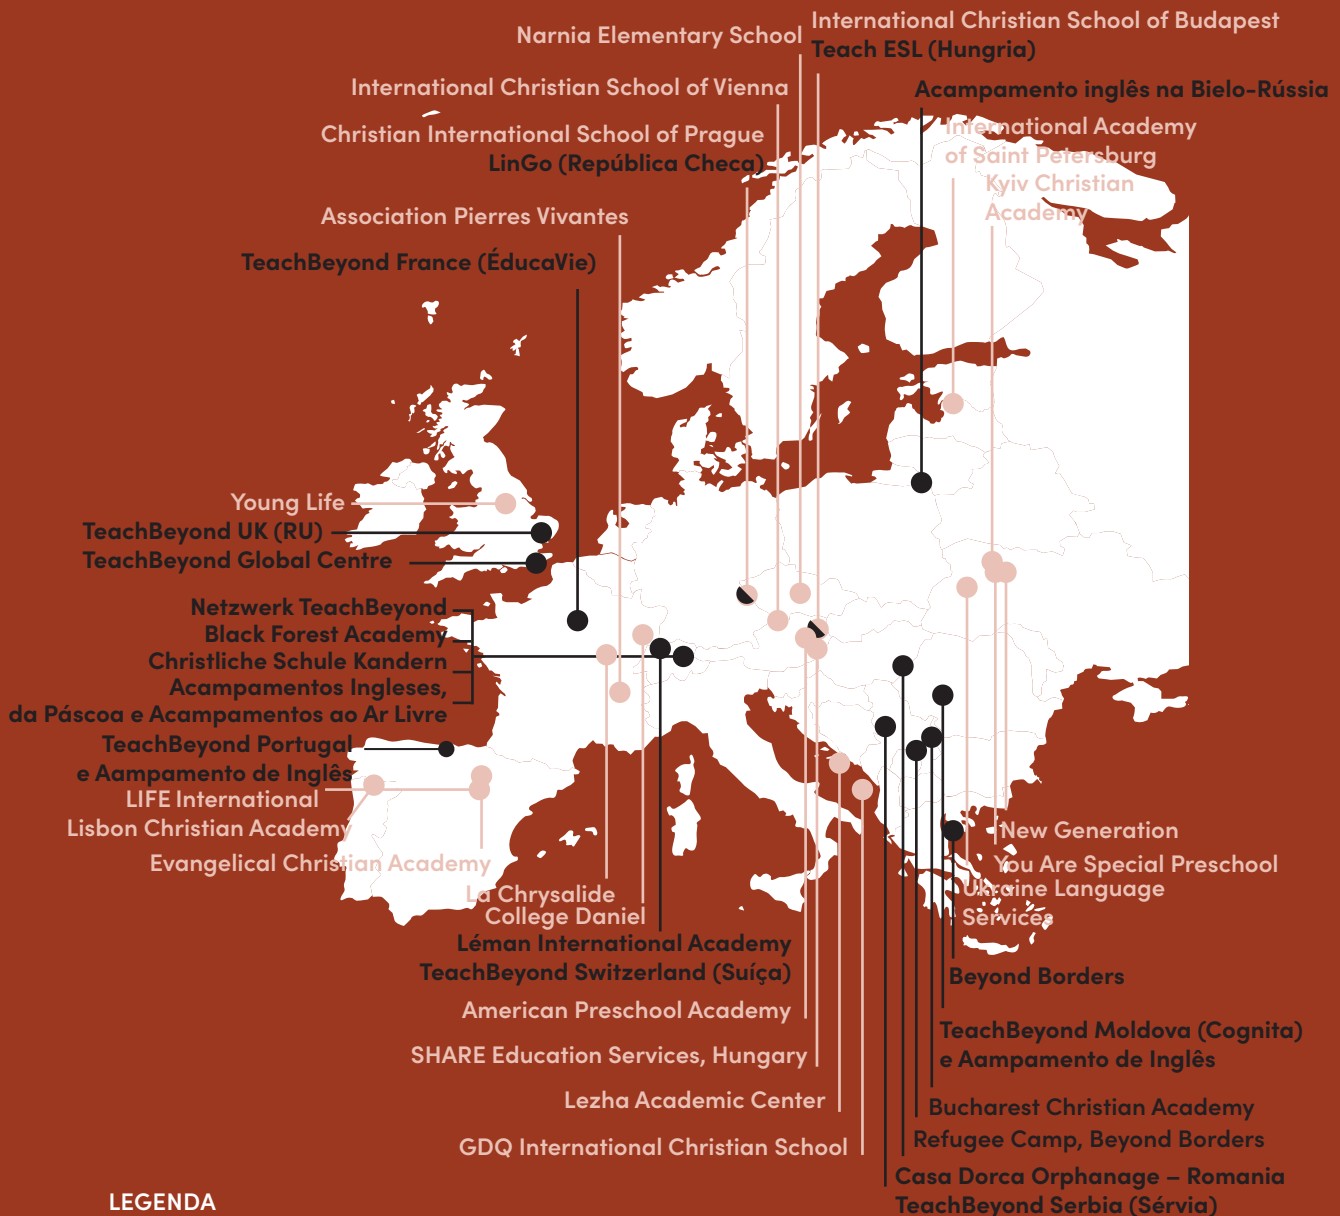 International Christian School of Budapest
Narnia Elementary School
Teach ESL (Hungria)
International Christian School of Vienna
Acampamento inglês na Bielo-Rússia
Christian International School of Prague
LinGo (República Checa)
International Academy
of Saint Petersburg
Kyiv Christian
Academy
Association Pierres Vivantes
TeachBeyond France (ÉducaVie)
Young Life
TeachBeyond UK (RU)
TeachBeyond Global Centre
Netzwerk TeachBeyond
Black Forest Academy
Christliche Schule Kandern
Acampamentos Ingleses,
da Páscoa e Acampamentos ao Ar Livre
TeachBeyond Portugal
e Aampamento de Inglês
LIFE International
Lisbon Christian Academy
Evangelical Christian Academy
La Chrysalide
College Daniel
Léman International Academy
TeachBeyond Switzerland (Suíça)
American Preschool Academy
SHARE Education Services, Hungary
Lezha Academic Center
GDQ International Christian School
New Generation
You Are Special Preschool
Ukraine Language
Services
Beyond Borders
TeachBeyond Moldova (Cognita)
e Aampamento de Inglês
Bucharest Christian Academy
Refugee Camp, Beyond Borders
Casa Dorca Orphanage – Romania
TeachBeyond Serbia (Sérvia)
LEGENDA